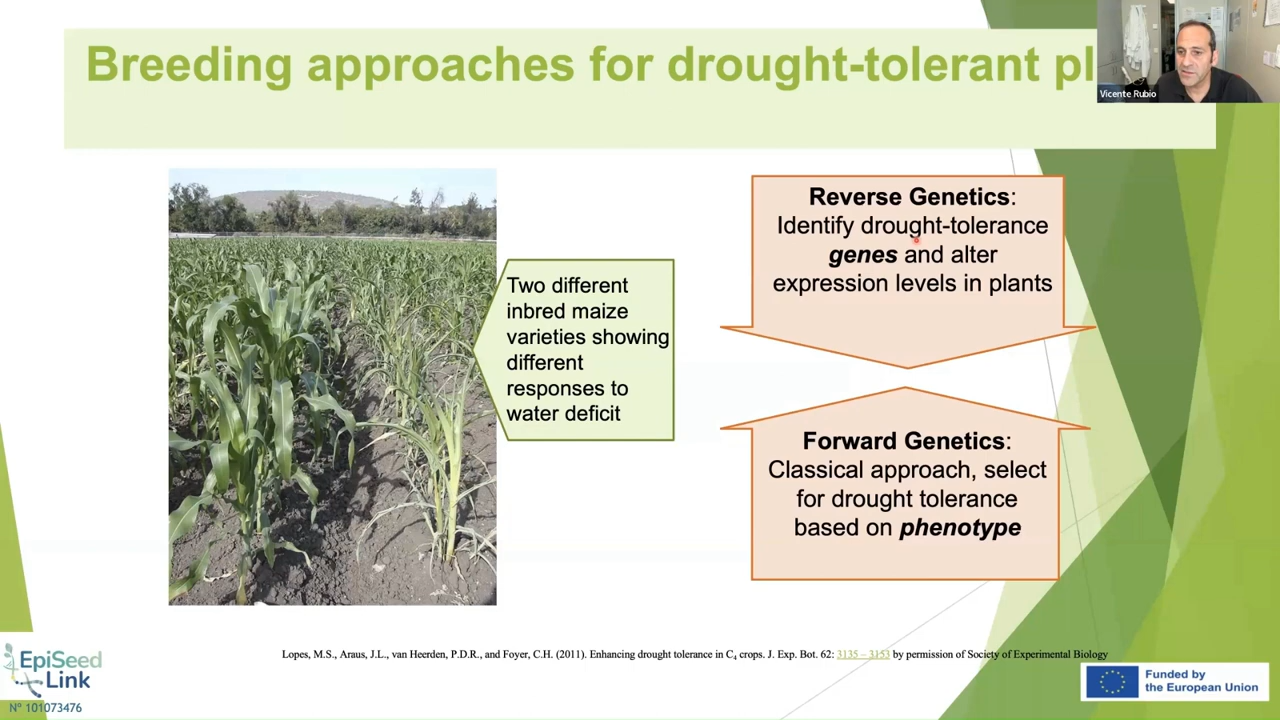 Breeding approaches for drought-tolerant pl
Vicente Rubio
Two different
inbred maize
varieties showing
different
responses to
water deficit
Reverse Genetics:
Identify drought-tolerance
genes and alter
expression levels in plants
Forward Genetics:
Classical approach, select
for drought tolerance
based on phenotype
Lopes, M.S., Araus, J.L., van Heerden, P.D.R., and Foyer, C.H. (2011). Enhancing drought tolerance in C4 crops. J. Exp. Bot. 62: 3135 – 3153 by permission of Society of Experimental Biology
EpiSeed
Link
Nº 101073476
Funded by
the European Union